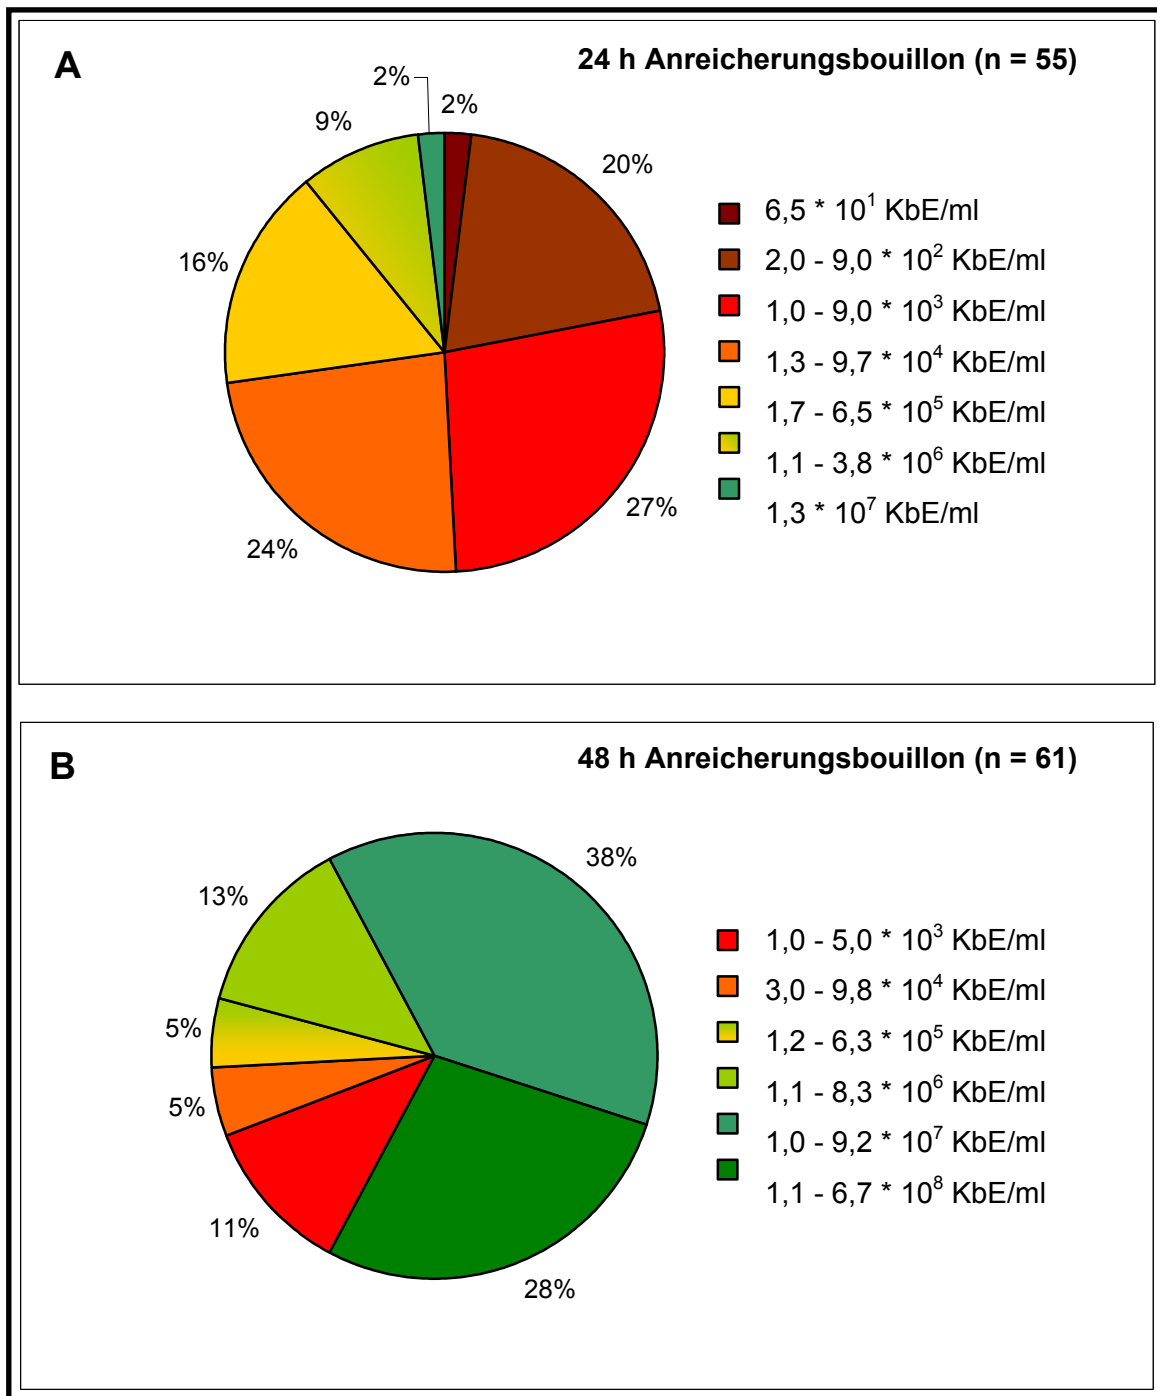 A
24 h Anreicherungsbouillon (n = 55)
2%
2%
9%
20%
16%
27%
24%
6,5 * 10¹ KbE/ml
2,0 - 9,0 * 10² KbE/ml
1,0 - 9,0 * 10³ KbE/ml
1,3 - 9,7 * 10⁴ KbE/ml
1,7 - 6,5 * 10⁵ KbE/ml
1,1 - 3,8 * 10⁶ KbE/ml
1,3 * 10⁷ KbE/ml
B
48 h Anreicherungsbouillon (n = 61)
38%
13%
5%
5%
11%
28%
1,0 - 5,0 * 10³ KbE/ml
3,0 - 9,8 * 10⁴ KbE/ml
1,2 - 6,3 * 10⁵ KbE/ml
1,1 - 8,3 * 10⁶ KbE/ml
1,0 - 9,2 * 10⁷ KbE/ml
1,1 - 6,7 * 10⁸ KbE/ml